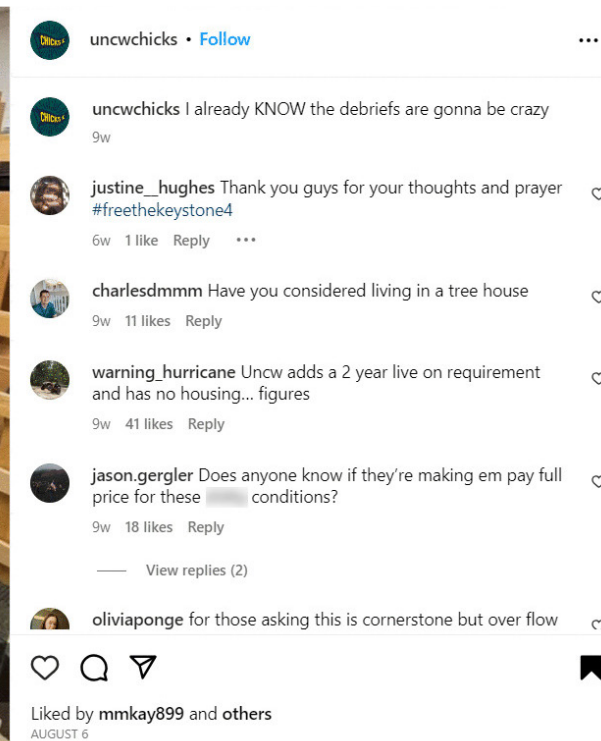 uncwchicks • Follow
uncwchicks I already KNOW the debriefs are gonna be crazy
9w
justine__hughes Thank you guys for your thoughts and prayer
#freethekeystone4
6w 1 like Reply
charlesdmmm Have you considered living in a tree house
9w 11 likes Reply
warning_hurricane Uncw adds a 2 year live on requirement
and has no housing... figures
9w 41 likes Reply
jason.gergler Does anyone know if they're making em pay full
price for these conditions?
9w 18 likes Reply
View replies (2)
oliviaponge for those asking this is cornerstone but over flow
Liked by mmkay899 and others
AUGUST 6